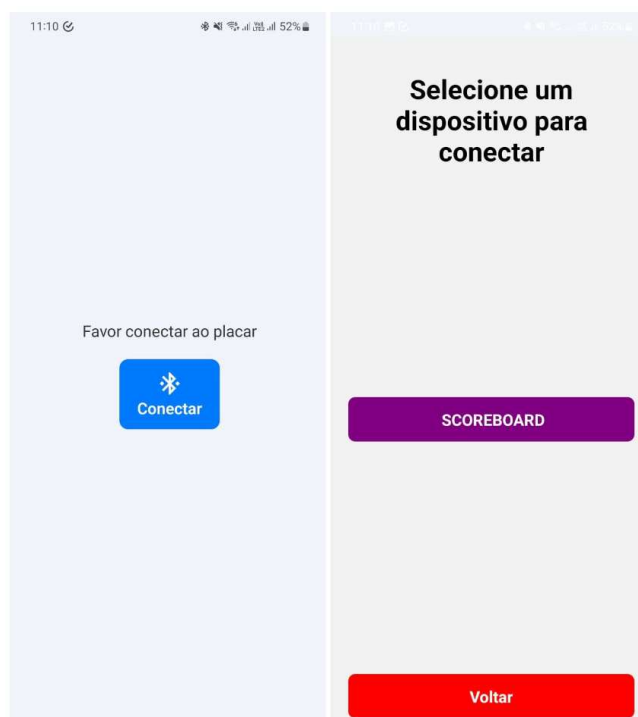 11:10
52%
Favor conectar ao placar
Conectar
Selecione um
dispositivo para
conectar
SCOREBOARD
Voltar